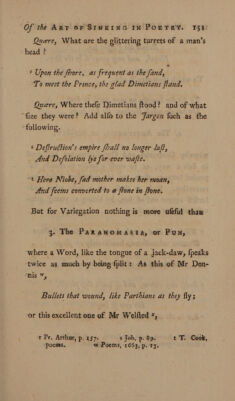 Of the ART OF SINKING IN POETRY. 151
Quære, What are the glittering turrets of a man's
head ?
ʳ Upon the ſhore, as frequent as the ſand,
To meet the Prince, the glad Dimetians ſtand.
Quære, Where theſe Dimetians ſtood ? and of what
ſize they were ? Add alſo to the Jargon ſuch as the
following.
ˢ Deſtruction's empire ſhall no longer laſt,
And Deſolation lye for ever waſte.
ᵗ Here Niobe, ſad mother makes her moan,
And ſeems converted to a ſtone in ſtone.
But for Variegation nothing is more uſeful than
3. The PARANOMASIA, or PUN,
where a Word, like the tongue of a jack-daw, ſpeaks
twice as much by being ſplit : As this of Mr Den-
nis ʷ,
Bullets that wound, like Parthians as they fly;
or this excellent one of Mr Welſted ˣ,
r Pr. Arthur, p. 157. s Job, p. 89. t T. Cook,
poems. w Poems, 1693, p. 13.